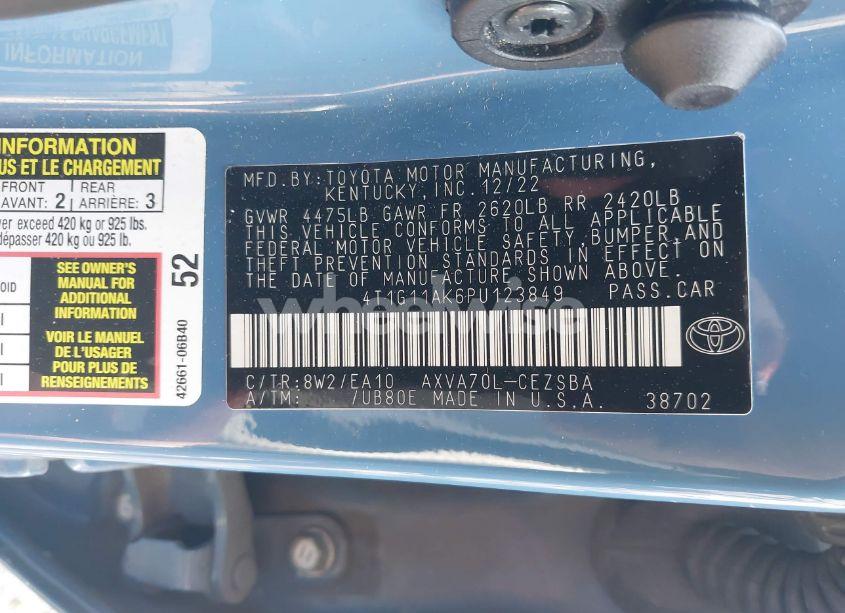 INFORMATION
US ET LE CHARGEMENT
FRONT
AVANT: 2
REAR
ARRIÈRE: 3
ver exceed 420 kg or 925 lbs.
dépasser 420 kg ou 925 lb.
SEE OWNER'S
MANUAL FOR
ADDITIONAL
INFORMATION
VOIR LE MANUEL
DE L'USAGER
POUR PLUS DE
RENSEIGNEMENTS
52
42661-06B40
MFD.BY:TOYOTA MOTOR MANUFACTURING,
KENTUCKY, INC.12/22
GVWR 4475LB GAWR FR 2620LB RR 2420LB
THIS VEHICLE CONFORMS TO ALL APPLICABLE
FEDERAL MOTOR VEHICLE SAFETY,BUMPER,AND
THEFT PREVENTION STANDARDS IN EFFECT ON
THE DATE OF MANUFACTURE SHOWN ABOVE.
4T1G11AK6PU123849 PASS.CAR
C/TR:8W2/EA10 AXVA70L-CEZSBA
A/TM: /UB80E MADE IN U.S.A. 38702
wheelwise